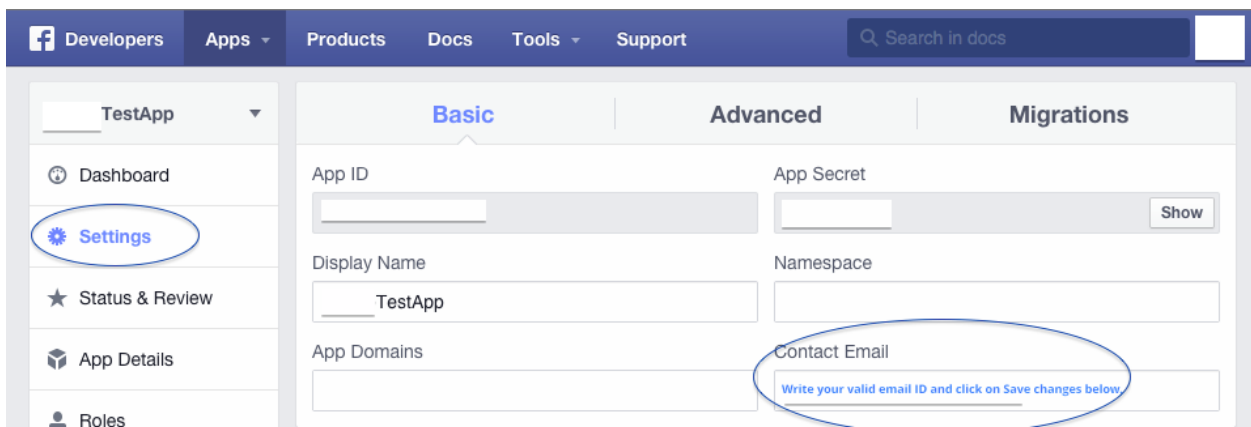 Developers Apps Products Docs Tools Support Search in docs
TestApp
Basic Advanced Migrations
Dashboard
App ID App Secret
Show
Settings
Display Name Namespace
Status & Review
TestApp
App Domains Contact Email
App Details
Write your valid email ID and click on Save changes below.
Roles